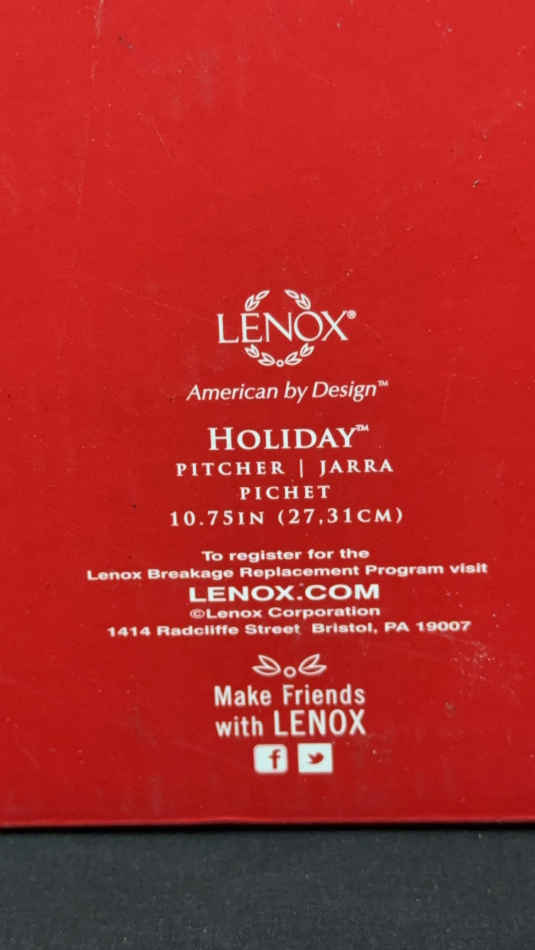 LENOX®
American by Design™
HOLIDAY™
PITCHER | JARRA
PICHET
10.75IN (27,31CM)
To register for the
Lenox Breakage Replacement Program visit
LENOX.COM
©Lenox Corporation
1414 Radcliffe Street Bristol, PA 19007
Make Friends
with LENOX
f